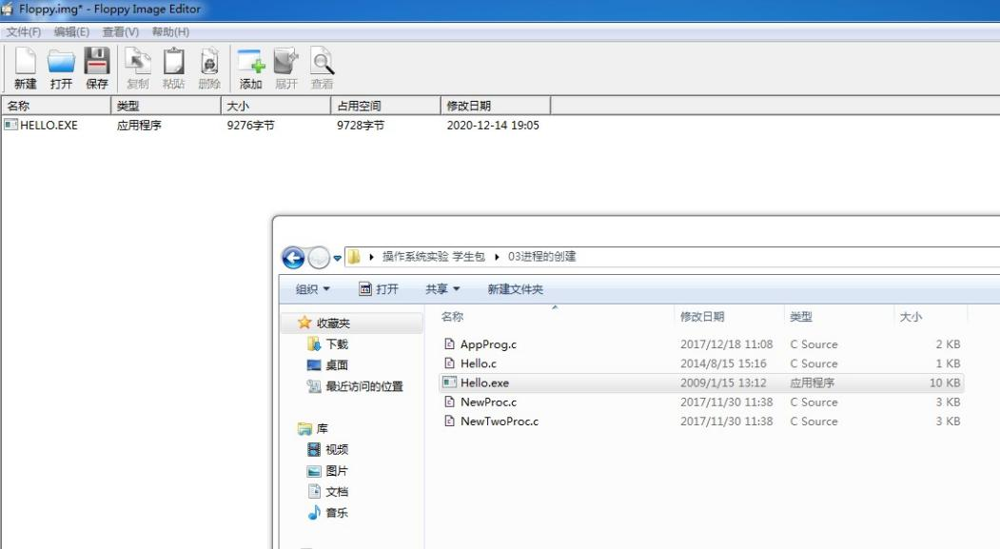 Floppy.img* - Floppy Image Editor
文件(F) 编辑(E) 查看(V) 帮助(H)
新建 打开 保存 复制 粘贴 删除 添加 展开 查看
名称 类型 大小 占用空间 修改日期
HELLO.EXE 应用程序 9276字节 9728字节 2020-12-14 19:05
操作系统实验 学生包 03进程的创建
组织 打开 共享 新建文件夹
名称 修改日期 类型 大小
收藏夹
下载
桌面
最近访问的位置
库
视频
图片
文档
音乐
AppProg.c 2017/12/18 11:08 C Source 2 KB
Hello.c 2014/8/15 15:16 C Source 1 KB
Hello.exe 2009/1/15 13:12 应用程序 10 KB
NewProc.c 2017/11/30 11:38 C Source 3 KB
NewTwoProc.c 2017/11/30 11:38 C Source 3 KB